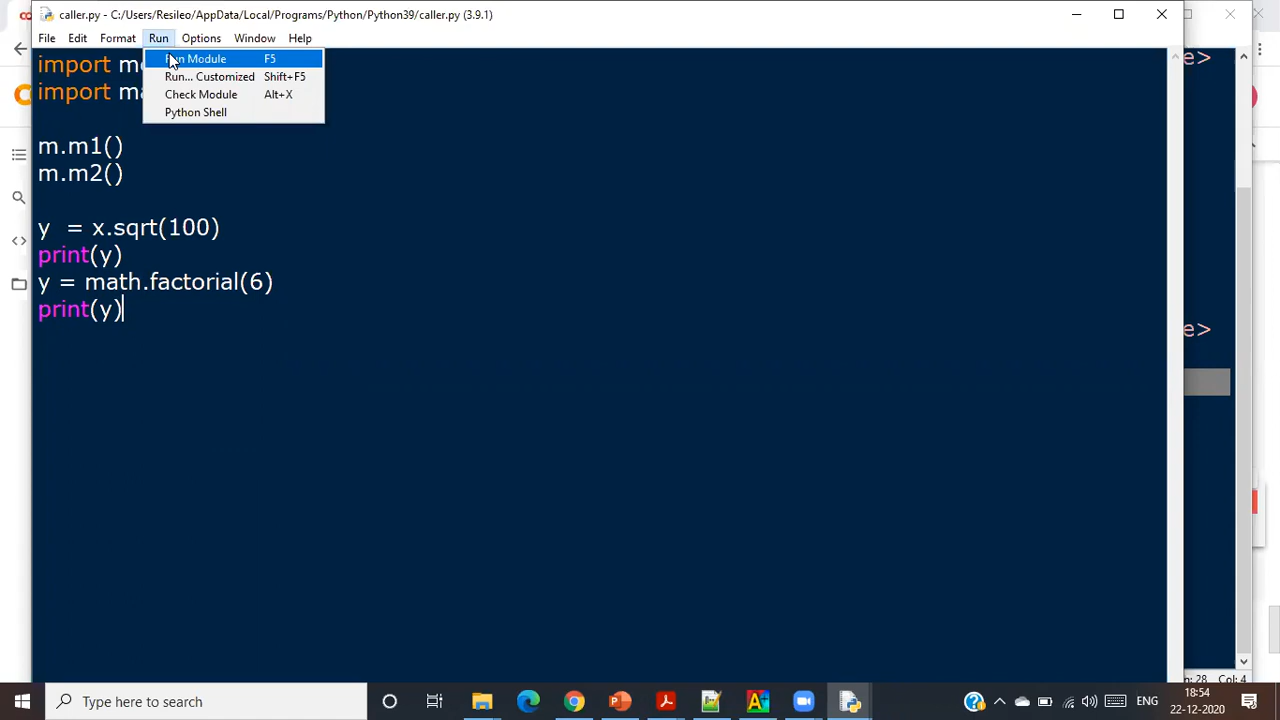 caller.py - C:/Users/Resileo/AppData/Local/Programs/Python/Python39/caller.py (3.9.1)
File Edit Format Run Options Window Help
Run Module F5
Run... Customized Shift+F5
Check Module Alt+X
Python Shell
import
import
m.m1()
m.m2()
y  = x.sqrt(100)
print(y)
y = math.factorial(6)
print(y)
e>
e>
Col: 4
Type here to search
ENG
18:54
22-12-2020